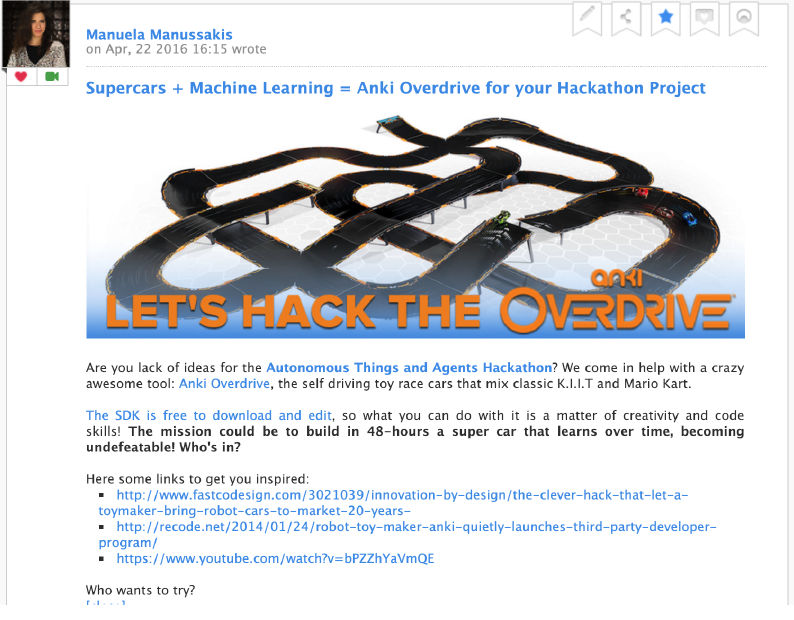 Manuela Manussakis
on Apr, 22 2016 16:15 wrote
Supercars + Machine Learning = Anki Overdrive for your Hackathon Project
ANKI
LET'S HACK THE OVERDRIVE
Are you lack of ideas for the Autonomous Things and Agents Hackathon? We come in help with a crazy
awesome tool: Anki Overdrive, the self driving toy race cars that mix classic K.I.I.T and Mario Kart.
The SDK is free to download and edit, so what you can do with it is a matter of creativity and code
skills! The mission could be to build in 48-hours a super car that learns over time, becoming
undefeatable! Who's in?
Here some links to get you inspired:
▪ http://www.fastcodesign.com/3021039/innovation-by-design/the-clever-hack-that-let-a-
toymaker-bring-robot-cars-to-market-20-years-
▪ http://recode.net/2014/01/24/robot-toy-maker-anki-quietly-launches-third-party-developer-
program/
▪ https://www.youtube.com/watch?v=bPZZhYaVmQE
Who wants to try?